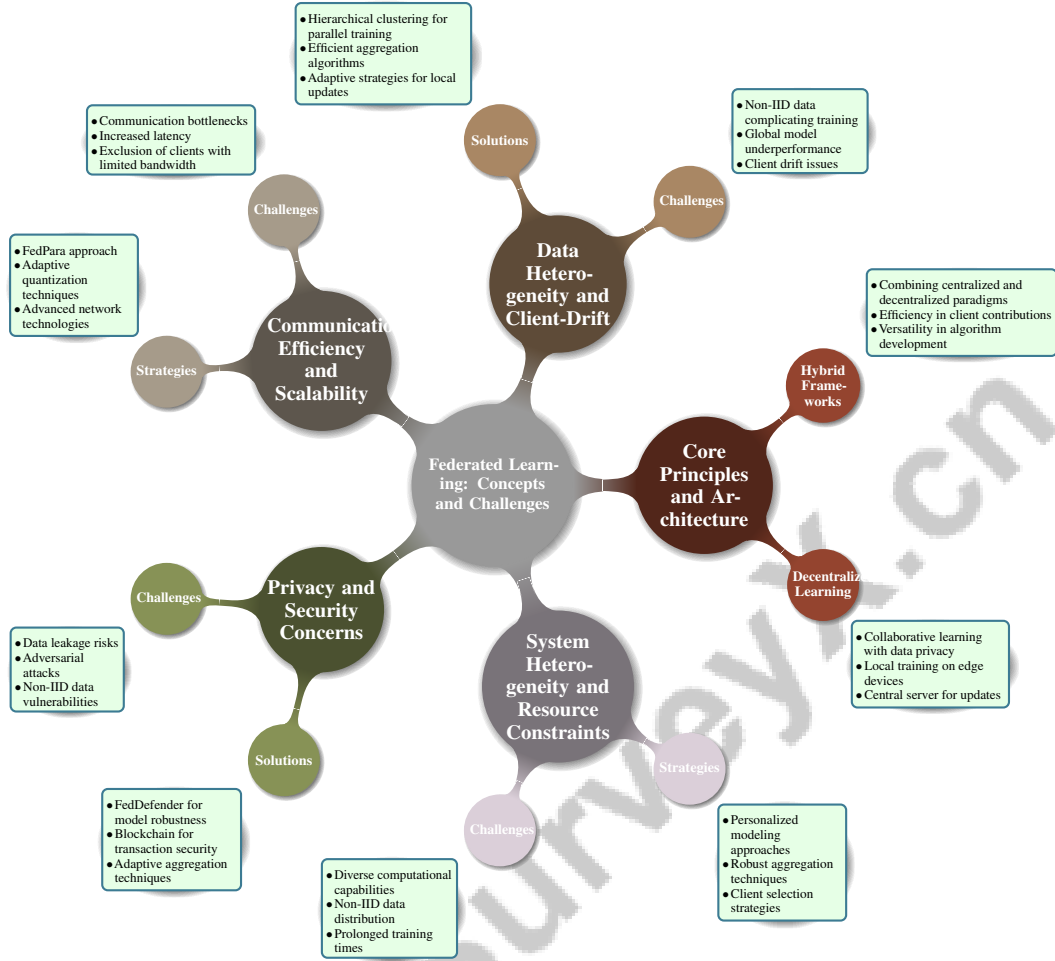 ● Hierarchical clustering for
parallel training
● Efficient aggregation
algorithms
● Adaptive strategies for local
updates
● Communication bottlenecks
● Increased latency
● Exclusion of clients with
limited bandwidth
● Non-IID data
complicating training
● Global model
underperformance
● Client drift issues
Solutions
Challenges
Challenges
● FedPara approach
● Adaptive
quantization
techniques
● Advanced network
technologies
Data
Hetero-
geneity and
Client-Drift
● Combining centralized and
decentralized paradigms
● Efficiency in client contributions
● Versatility in algorithm
development
Communicatio
Efficiency
and
Scalability
Strategies
Hybrid
Frame-
works
Federated Learn-
ing: Concepts
and Challenges
Core
Principles
and Ar-
chitecture
Decentralize
Learning
Challenges
Privacy and
Security
Concerns
● Data leakage risks
● Adversarial
attacks
● Non-IID data
vulnerabilities
System
Hetero-
geneity and
Resource
Constraints
● Collaborative learning
with data privacy
● Local training on edge
devices
● Central server for updates
Solutions
Strategies
Challenges
● FedDefender for
model robustness
● Blockchain for
transaction security
● Adaptive aggregation
techniques
● Diverse computational
capabilities
● Non-IID data
distribution
● Prolonged training
times
● Personalized
modeling
approaches
● Robust aggregation
techniques
● Client selection
strategies
surveyx.cn